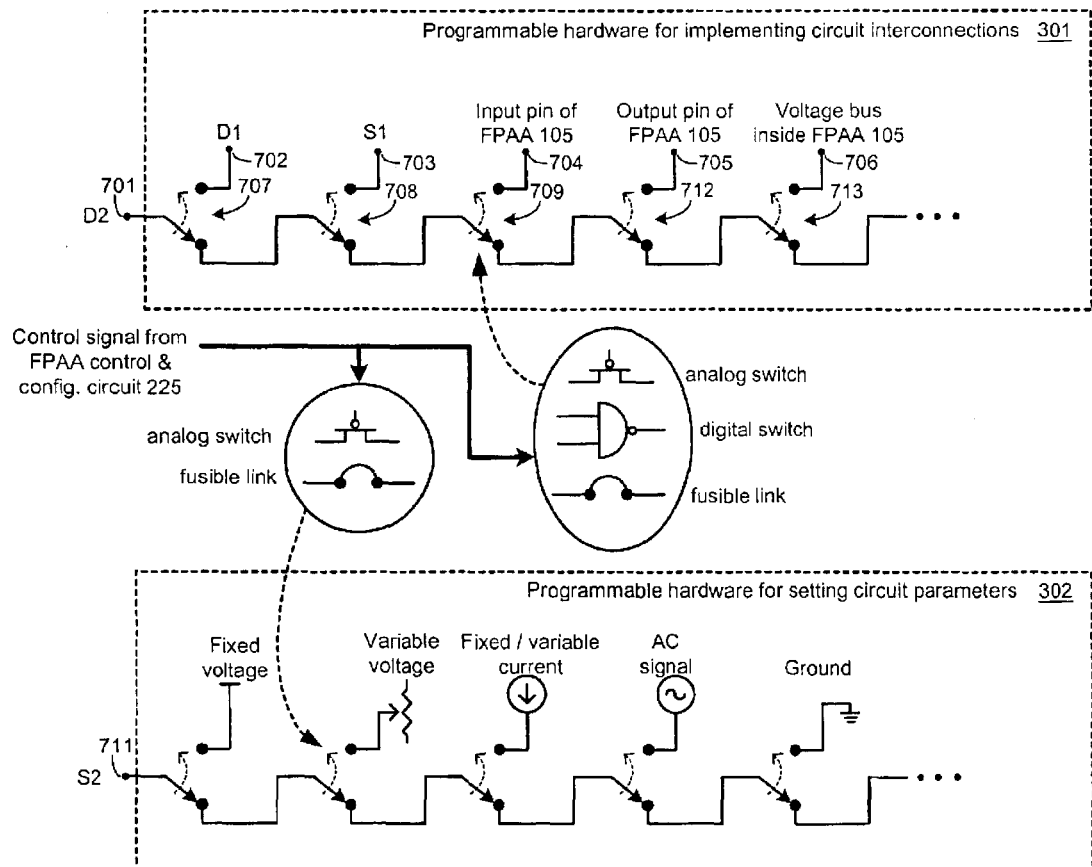 Programmable hardware for implementing circuit interconnections 301
Input pin of
FPAA 105
Output pin of
FPAA 105
Voltage bus
inside FPAA 105
D1
S1
702
703
704
705
706
701
707
708
709
712
713
D2
Control signal from
FPAA control &
config. circuit 225
analog switch
fusible link
analog switch
digital switch
fusible link
Programmable hardware for setting circuit parameters 302
Fixed
voltage
Variable
voltage
Fixed / variable
current
AC
signal
Ground
711
S2